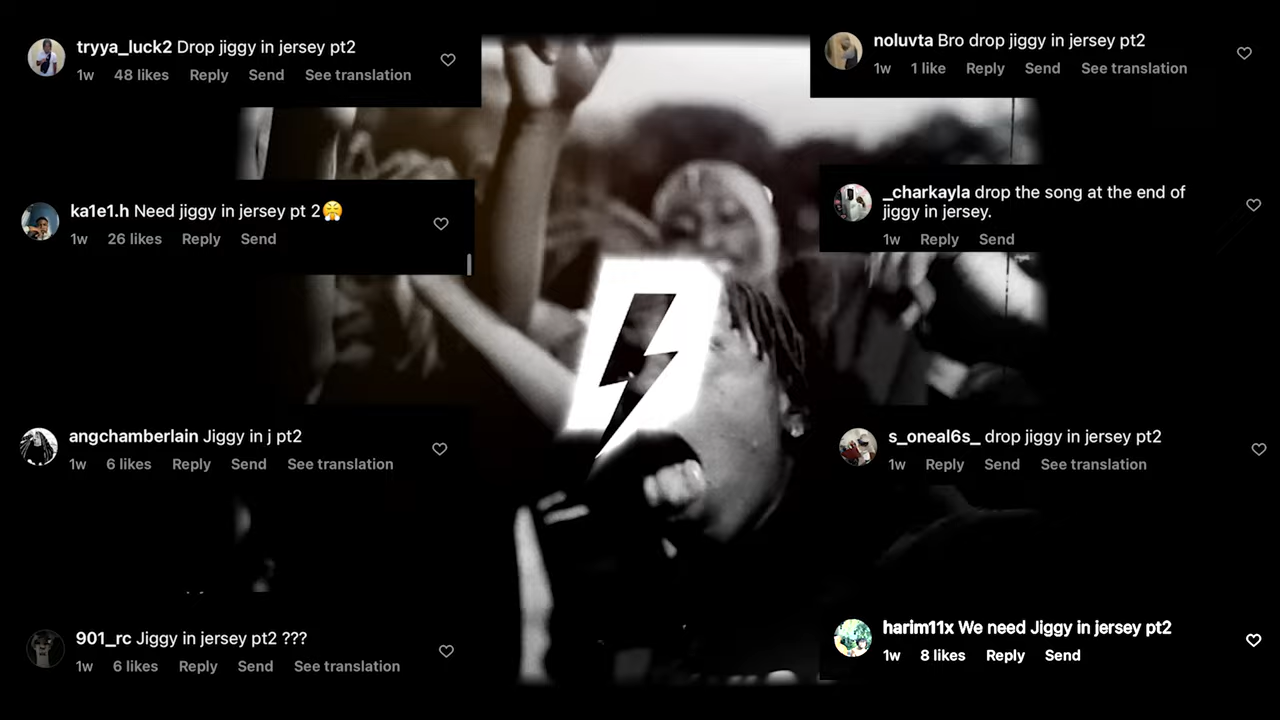 tryya_luck2 Drop jiggy in jersey pt2
1w 48 likes Reply Send See translation
noluvta Bro drop jiggy in jersey pt2
1w 1 like Reply Send See translation
ka1e1.h Need jiggy in jersey pt 2😤
1w 26 likes Reply Send
_charkayla drop the song at the end of
jiggy in jersey.
1w Reply Send
angchamberlain Jiggy in j pt2
1w 6 likes Reply Send See translation
s_oneal6s_ drop jiggy in jersey pt2
1w Reply Send See translation
901_rc Jiggy in jersey pt2 ???
1w 6 likes Reply Send See translation
harim11x We need Jiggy in jersey pt2
1w 8 likes Reply Send